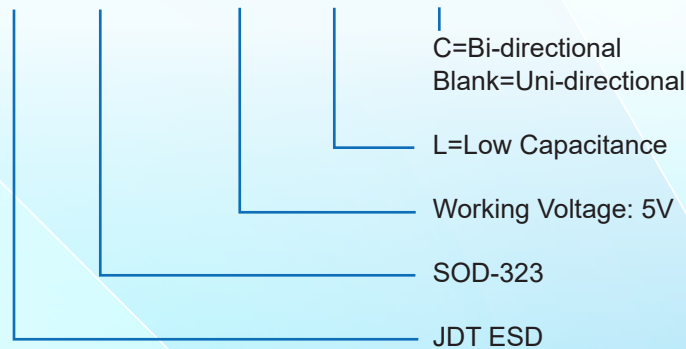 C=Bi-directional
Blank=Uni-directional
L=Low Capacitance
Working Voltage: 5V
SOD-323
JDT ESD